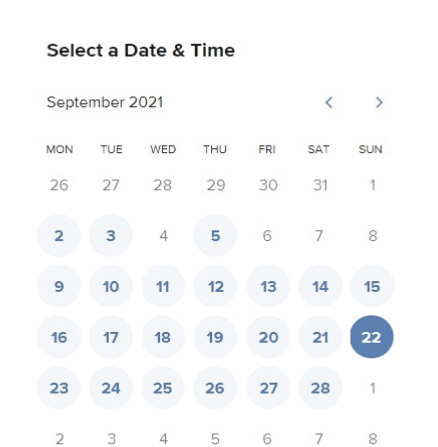 Select a Date & Time
September 2021
MON TUE WED THU FRI SAT SUN
26 27 28 29 30 31 1
2 3 4 5 6 7 8
9 10 11 12 13 14 15
16 17 18 19 20 21 22
23 24 25 26 27 28 1
2 3 4 5 6 7 8